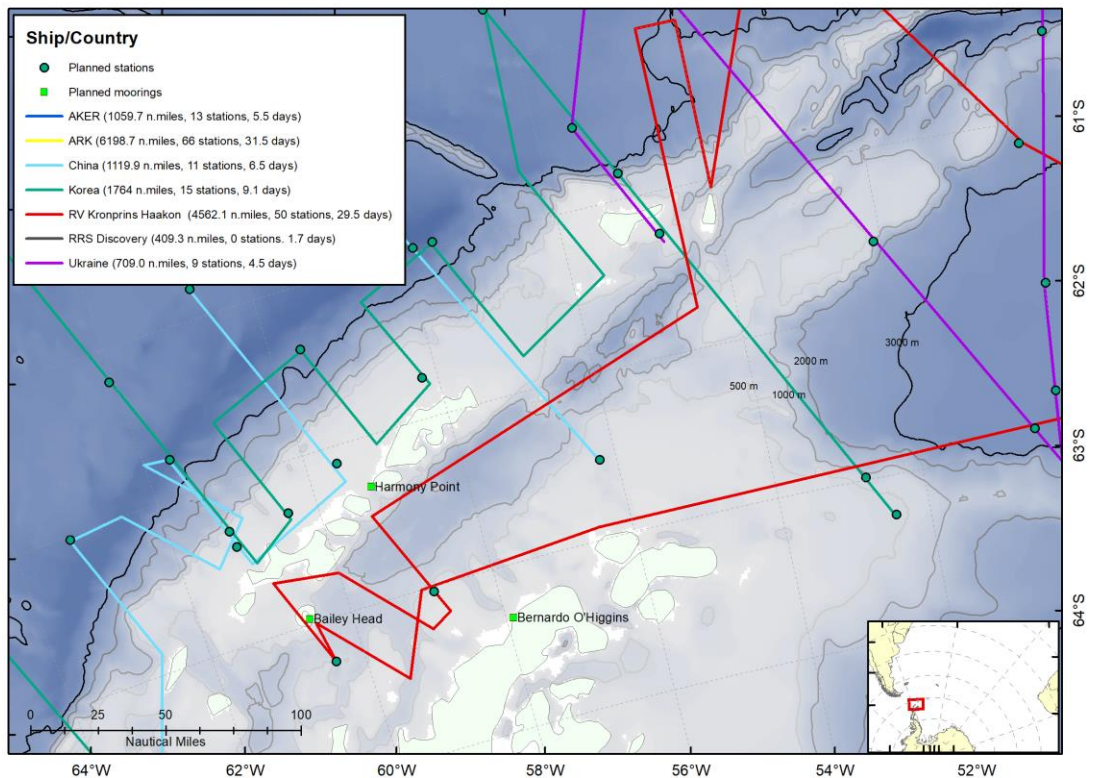 Ship/Country
Planned stations
Planned moorings
AKER (1059.7 n.miles, 13 stations, 5.5 days)
ARK (6198.7 n.miles, 66 stations, 31.5 days)
China (1119.9 n.miles, 11 stations, 6.5 days)
Korea (1764 n.miles, 15 stations, 9.1 days)
RV Kronprins Haakon  (4562.1 n.miles, 50 stations, 29.5 days)
RRS Discovery (409.3 n.miles, 0 stations. 1.7 days)
Ukraine (709.0 n.miles, 9 stations, 4.5 days)
61°S
62°S
3000 m
2000 m
500 m
1000 m
63°S
Harmony Point
64°S
Bailey Head
Bernardo O'Higgins
0 25 50 100
Nautical Miles
64°W 62°W 60°W 58°W 56°W 54°W 52°W